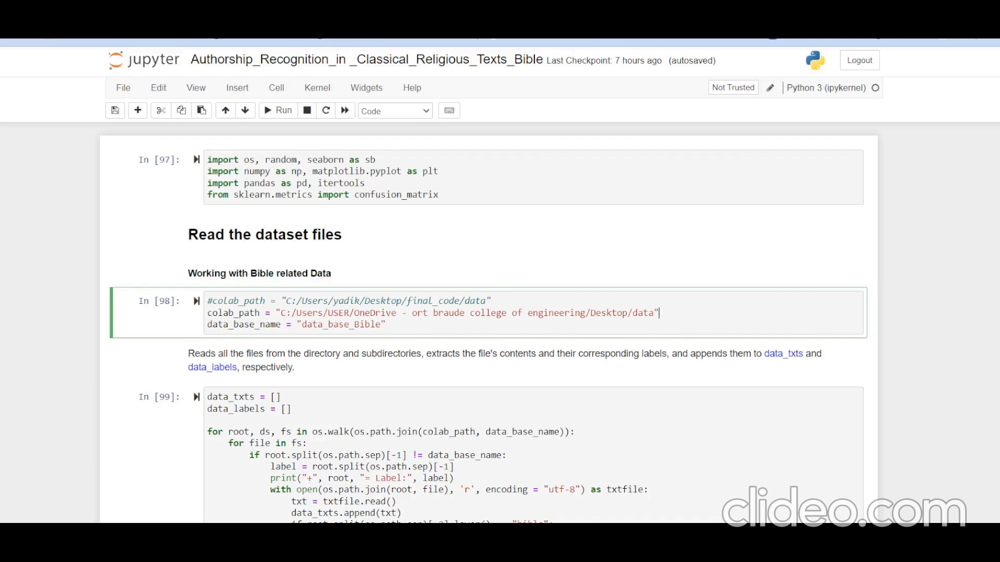 jupyter Authorship_Recognition_in _Classical_Religious_Texts_Bible Last Checkpoint: 7 hours ago (autosaved) Logout
File Edit View Insert Cell Kernel Widgets Help Not Trusted Python 3 (ipykernel)
Run Code
In [97]: import os, random, seaborn as sb
import numpy as np, matplotlib.pyplot as plt
import pandas as pd, itertools
from sklearn.metrics import confusion_matrix
Read the dataset files
Working with Bible related Data
In [98]: #colab_path = "C:/Users/yadik/Desktop/final_code/data"
colab_path = "C:/Users/USER/OneDrive - ort braude college of engineering/Desktop/data"
data_base_name = "data_base_Bible"
Reads all the files from the directory and subdirectories, extracts the file's contents and their corresponding labels, and appends them to data_txts and
data_labels, respectively.
In [99]: data_txts = []
data_labels = []
for root, ds, fs in os.walk(os.path.join(colab_path, data_base_name)):
for file in fs:
if root.split(os.path.sep)[-1] != data_base_name:
label = root.split(os.path.sep)[-1]
print("+", root, "= Label:", label)
with open(os.path.join(root, file), 'r', encoding = "utf-8") as txtfile:
txt = txtfile.read()
data_txts.append(txt)
clideo.com